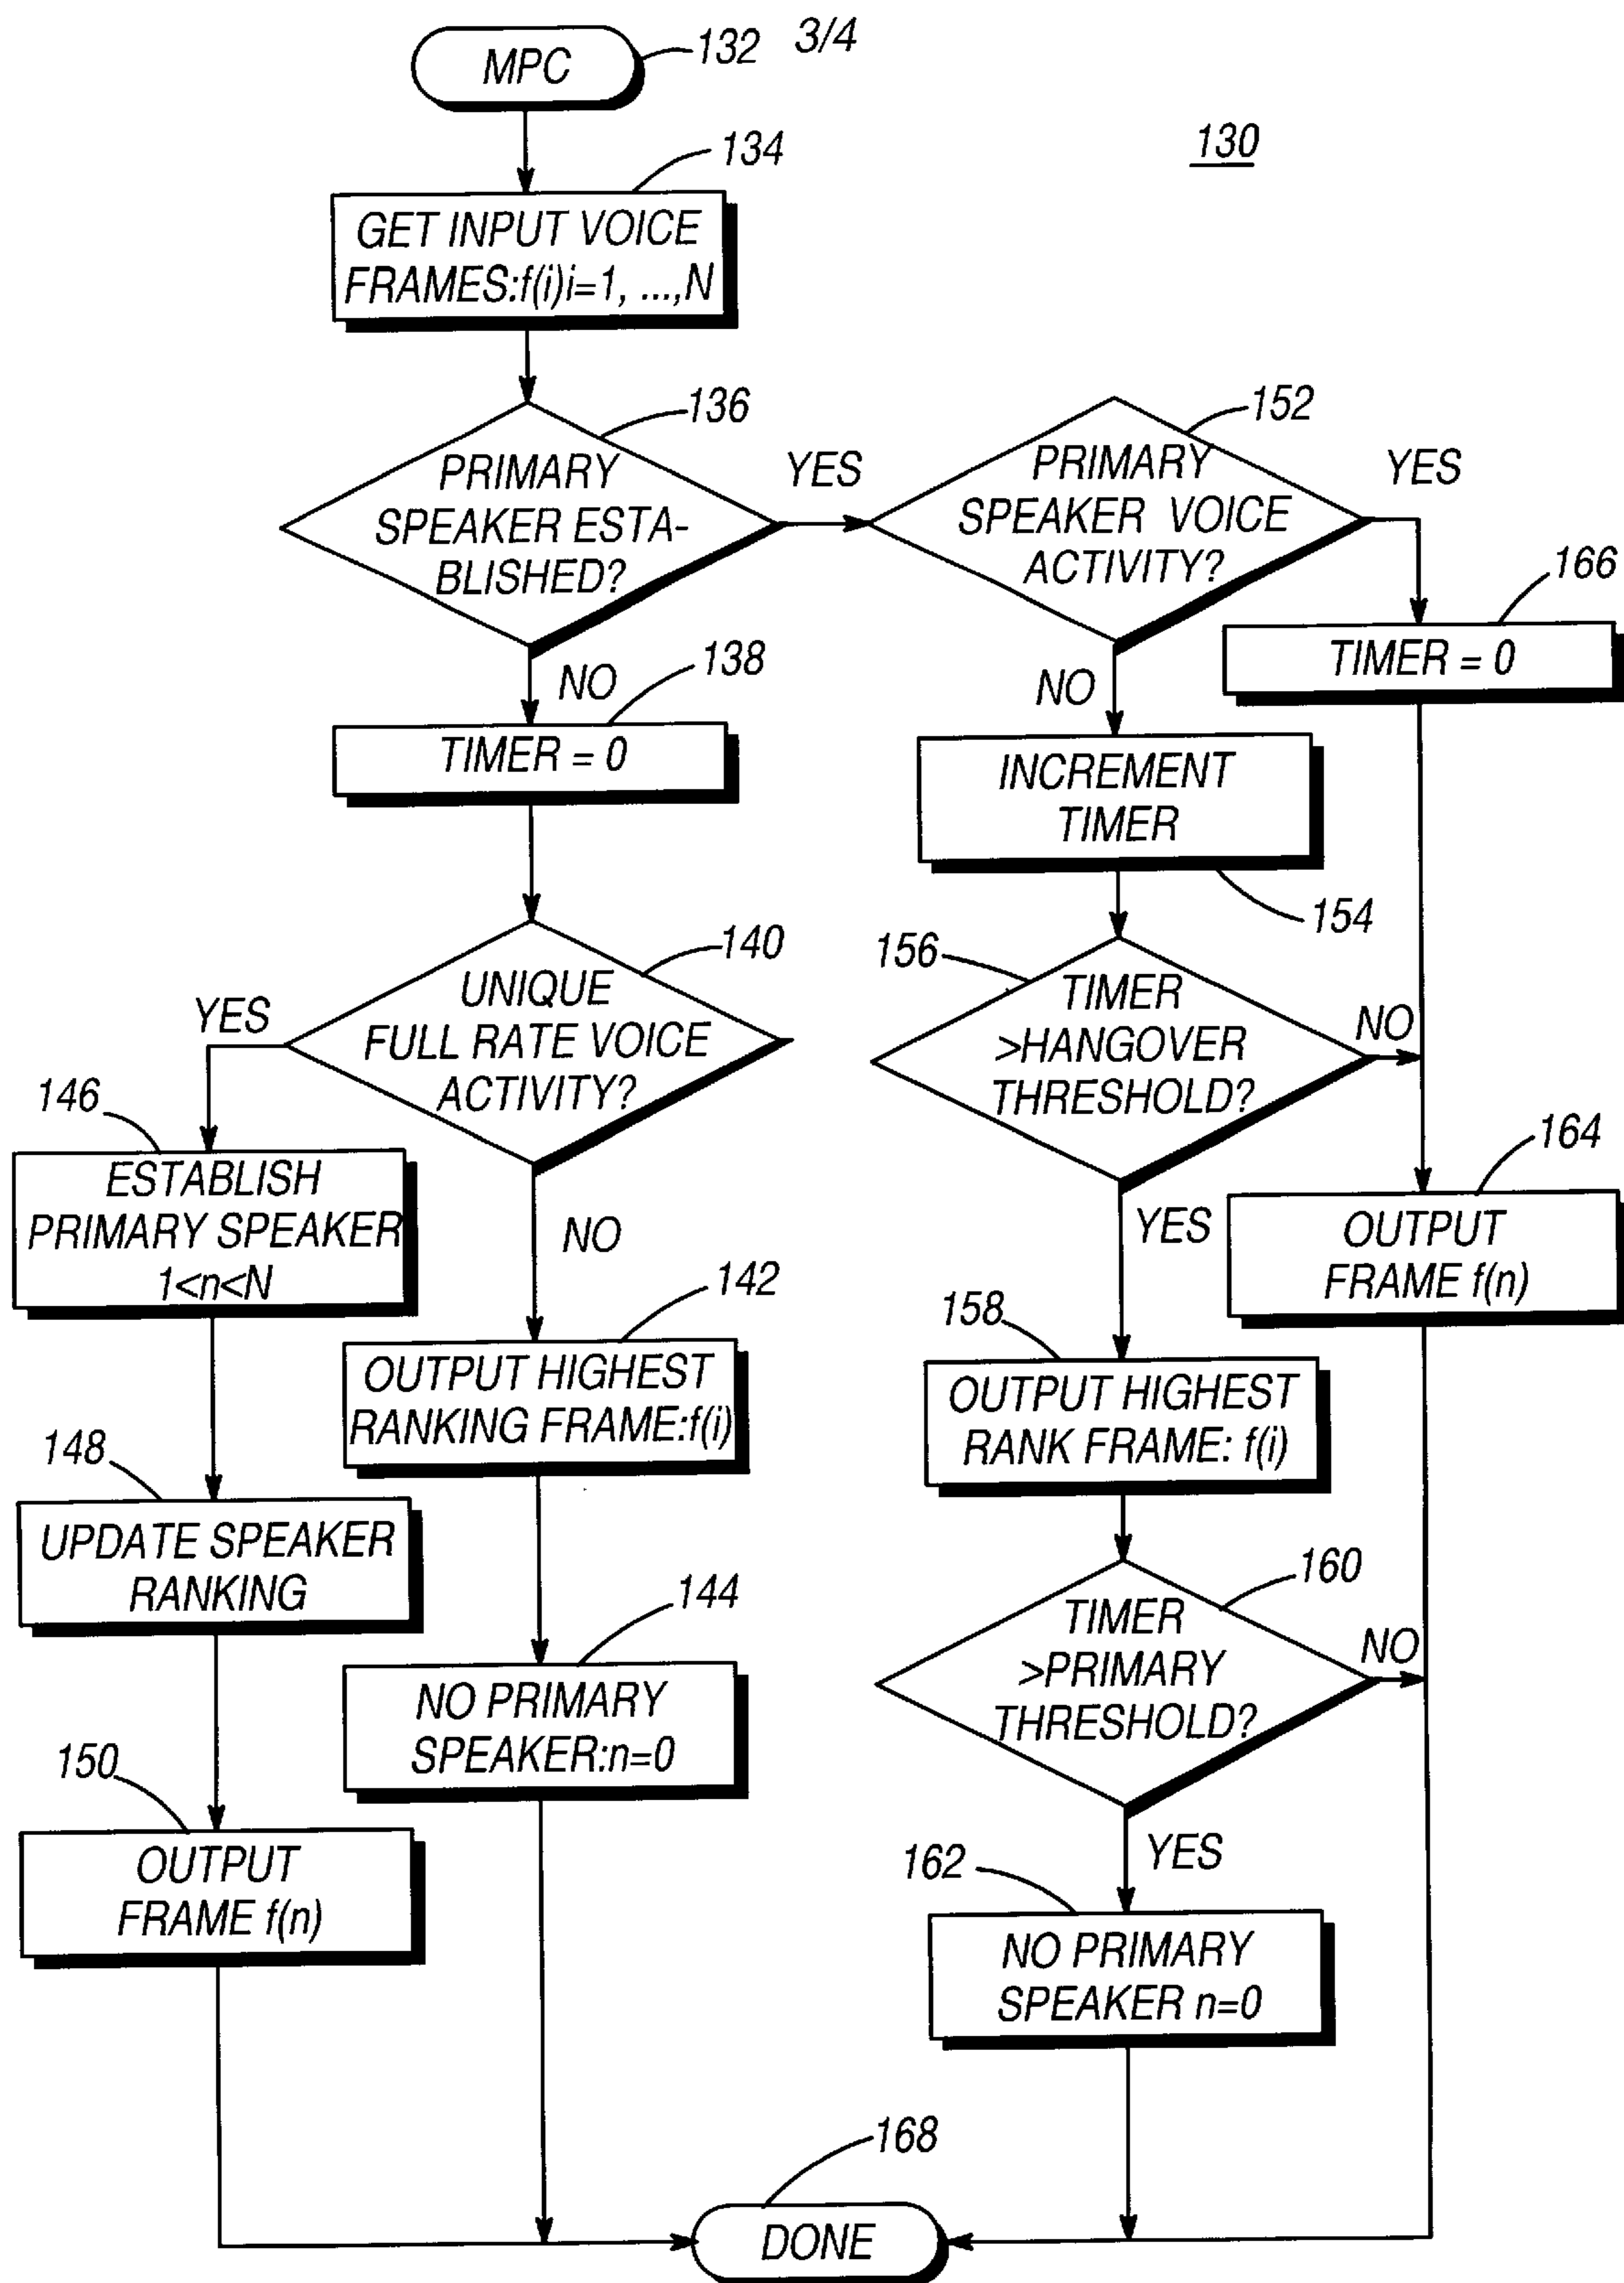 3/4
MPC
132
130
134
GET INPUT VOICE
FRAMES:f(i)i=1, ...,N
136
PRIMARY
SPEAKER ESTA-
BLISHED?
YES
152
PRIMARY
SPEAKER VOICE
ACTIVITY?
YES
166
TIMER = 0
NO
138
TIMER = 0
NO
INCREMENT
TIMER
154
140
UNIQUE
FULL RATE VOICE
ACTIVITY?
YES
156
TIMER
>HANGOVER
THRESHOLD?
NO
146
ESTABLISH
PRIMARY SPEAKER
1<n<N
NO
YES
164
OUTPUT
FRAME f(n)
142
OUTPUT HIGHEST
RANKING FRAME:f(i)
158
OUTPUT HIGHEST
RANK FRAME: f(i)
148
UPDATE SPEAKER
RANKING
144
NO PRIMARY
SPEAKER:n=0
160
TIMER
>PRIMARY
THRESHOLD?
NO
150
OUTPUT
FRAME f(n)
YES
162
NO PRIMARY
SPEAKER n=0
168
DONE